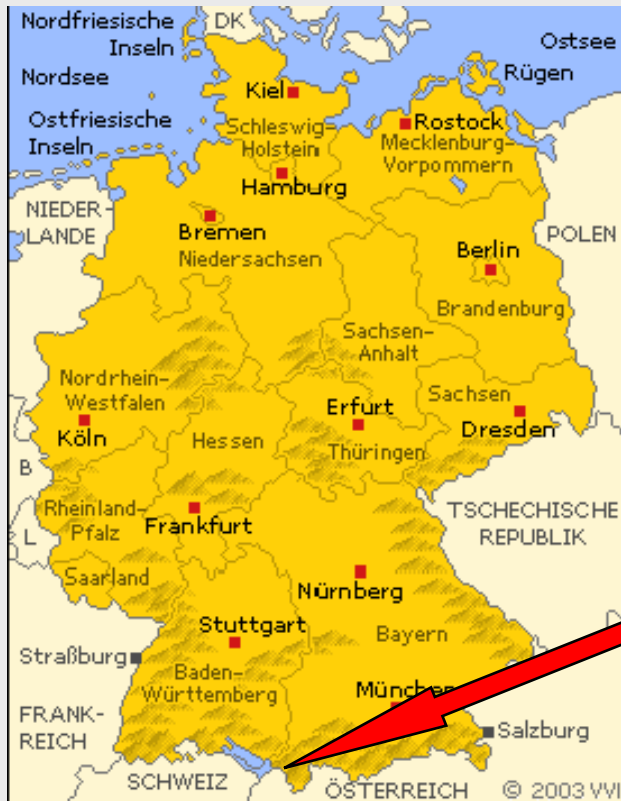 Nordfriesische
Inseln
DK
Ostsee
Rügen
Nordsee
Kiel
Ostfriesische
Inseln
Schleswig-
Holstein
Rostock
Mecklenburg-
Vorpommern
Hamburg
NIEDER-
LANDE
Bremen
Niedersachsen
POLEN
Berlin
Brandenburg
Sachsen-
Anhalt
Nordrhein-
Westfalen
Köln
Hessen
Erfurt
Thüringen
Sachsen
Dresden
B
Rheinland-
Pfalz
L
Frankfurt
TSCHECHISCHE
REPUBLIK
Saarland
Nürnberg
Stuttgart
Bayern
Straßburg
Baden-
Württemberg
München
FRANK-
REICH
Salzburg
SCHWEIZ
ÖSTERREICH
© 2003 VVI